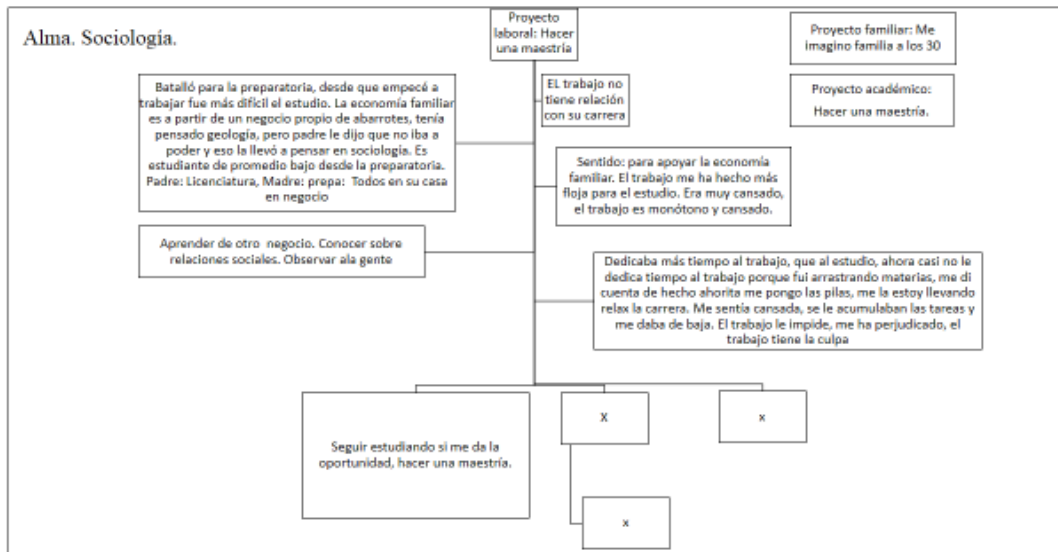 Alma. Sociología.
Proyecto
laboral: Hacer
una maestría
Proyecto familiar: Me
imagino familia a los 30
Batalló para la preparatoria, desde que empecé a
trabajar fue más dificil el estudio. La economía familiar
es a partir de un negocio propio de abarrotes, tenía
pensado geología, pero padre le dijo que no iba a
poder y eso la llevó a pensar en sociología. Es
estudiante de promedio bajo desde la preparatoria.
Padre: Licenciatura, Madre: prepa: Todos en su casa
en negocio
EL trabajo no
tiene relación
con su carrera
Proyecto académico:
Hacer una maestría.
Sentido: para apoyar la economía
familiar. El trabajo me ha hecho más
floja para el estudio. Era muy cansado,
el trabajo es monótono y cansado.
Aprender de otro negocio. Conocer sobre
relaciones sociales. Observar ala gente
Dedicaba más tiempo al trabajo, que al estudio, ahora casi no le
dedica tiempo al trabajo porque fui arrastrando materias, me di
cuenta de hecho ahorita me pongo las pilas, me la estoy llevando
relax la carrera. Me sentía cansada, se le acumulaban las tareas y
me daba de baja. El trabajo le impide, me ha perjudicado, el
trabajo tiene la culpa
Seguir estudiando si me da la
oportunidad, hacer una maestría.
X
x
x